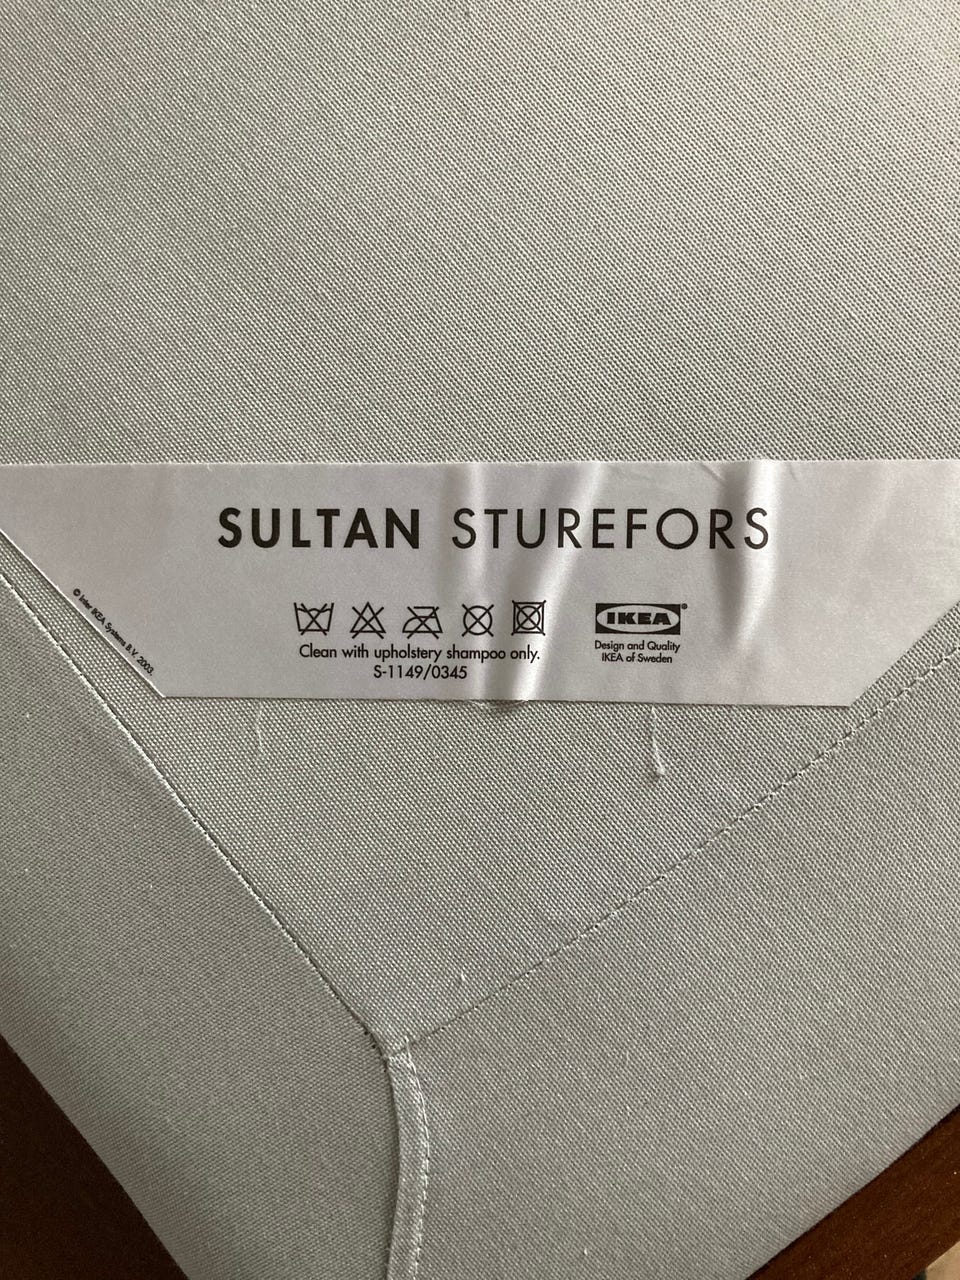 SULTAN STUREFORS
© Inter IKEA Systems B.V. 2003.
Clean with upholstery shampoo only.
S-1149/0345
IKEA®
Design and Quality
IKEA of Sweden